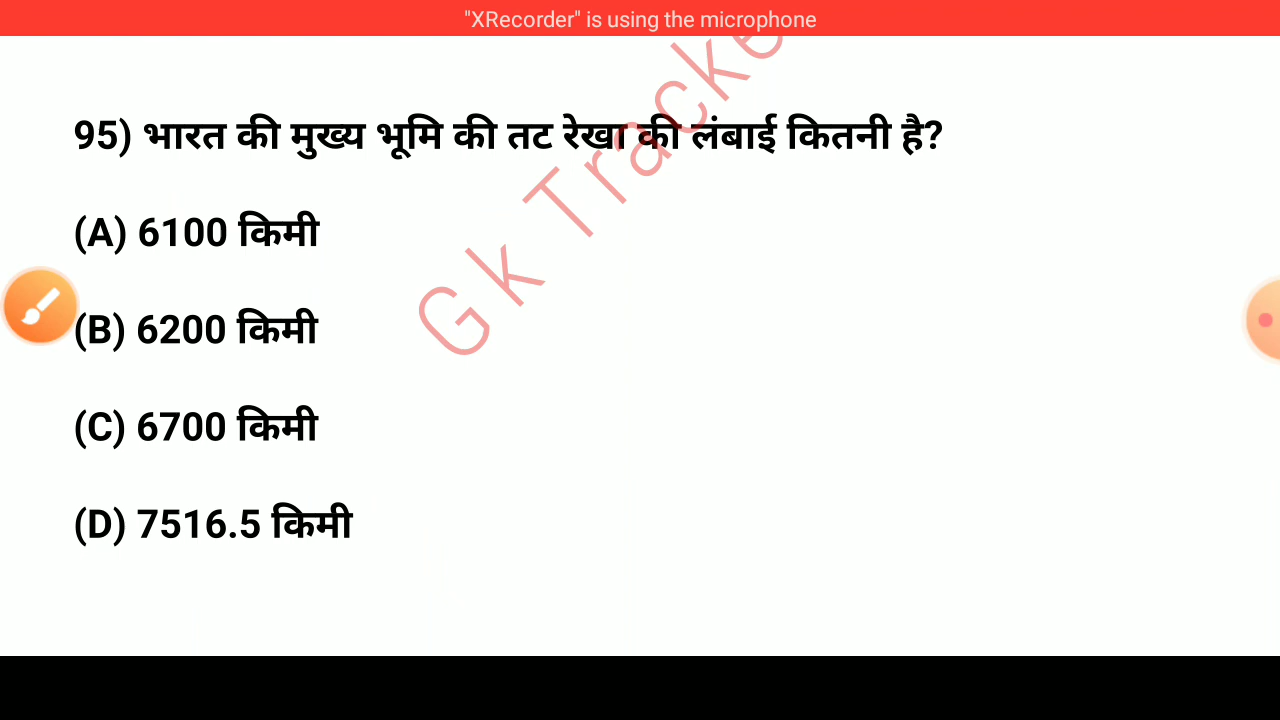 "XRecorder" is using the microphone
95) भारत की मुख्य भूमि की तट रेखा की लंबाई कितनी है?
(A) 6100 किमी
(B) 6200 किमी
(C) 6700 किमी
(D) 7516.5 किमी
Gk Tracke